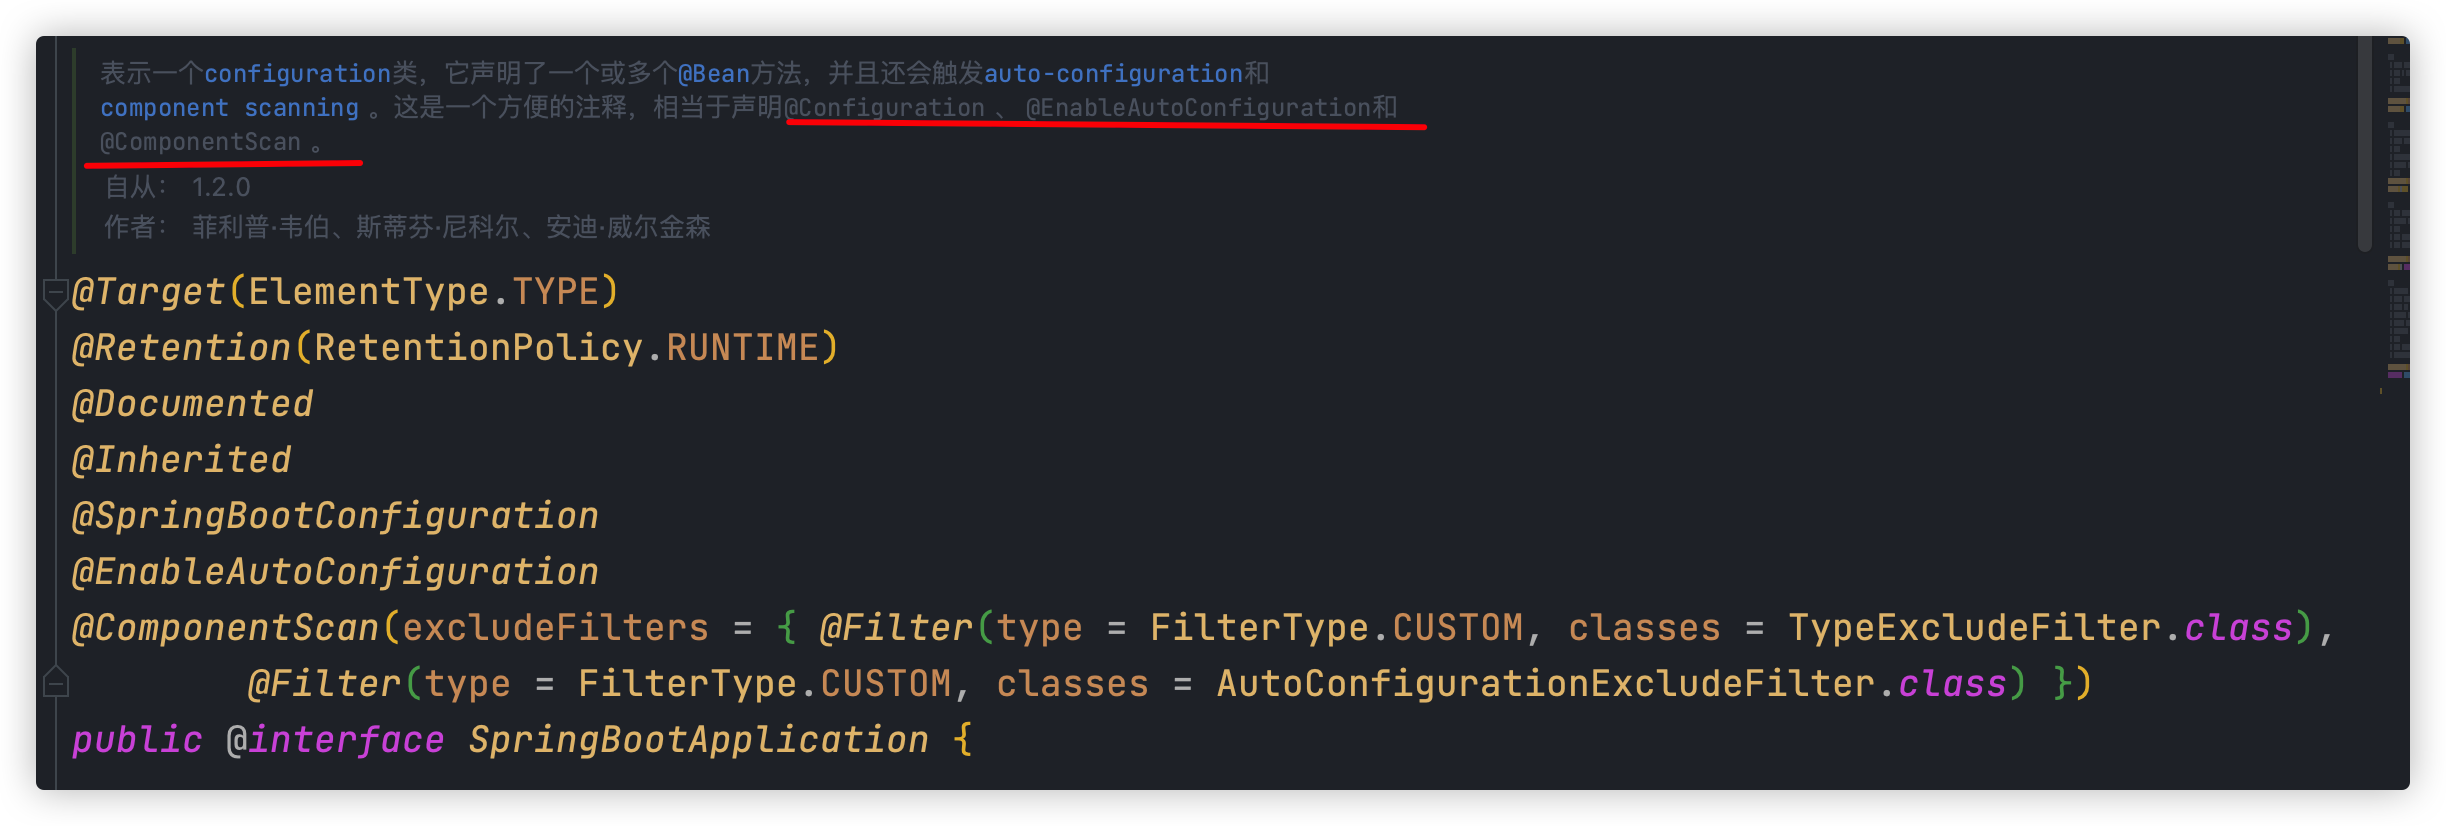 表示一个configuration类，它声明了一个或多个@Bean方法，并且还会触发auto-configuration和
component scanning 。这是一个方便的注释，相当于声明@Configuration 、 @EnableAutoConfiguration和
@ComponentScan 。
自从： 1.2.0
作者： 菲利普·韦伯、斯蒂芬·尼科尔、安迪·威尔金森
@Target(ElementType.TYPE)
@Retention(RetentionPolicy.RUNTIME)
@Documented
@Inherited
@SpringBootConfiguration
@EnableAutoConfiguration
@ComponentScan(excludeFilters = { @Filter(type = FilterType.CUSTOM, classes = TypeExcludeFilter.class),
        @Filter(type = FilterType.CUSTOM, classes = AutoConfigurationExcludeFilter.class) })
public @interface SpringBootApplication {